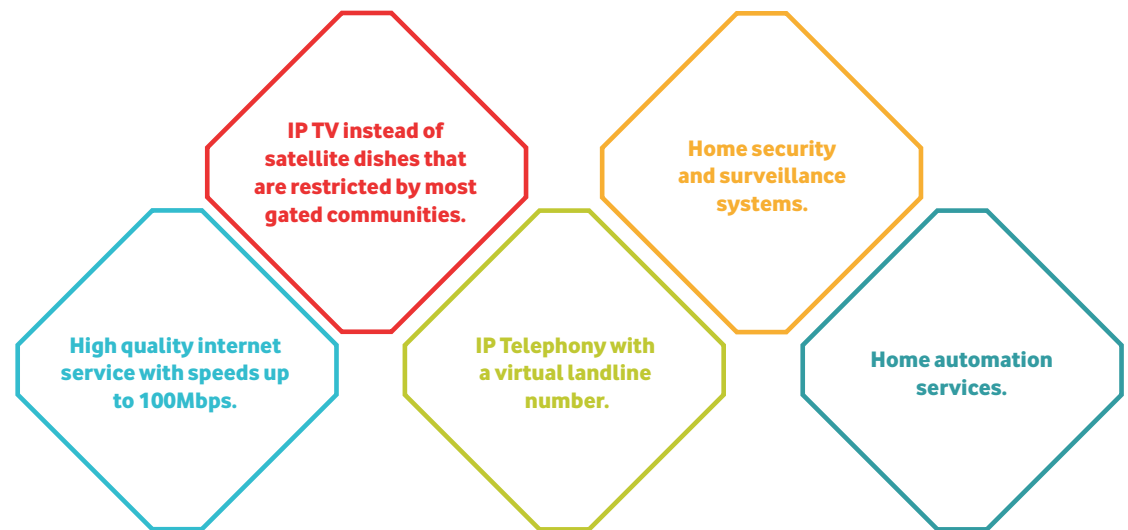 IP TV instead of
satellite dishes that
are restricted by most
gated communities.
Home security
and surveillance
systems.
High quality internet
service with speeds up
to 100Mbps.
IP Telephony with
a virtual landline
number.
Home automation
services.